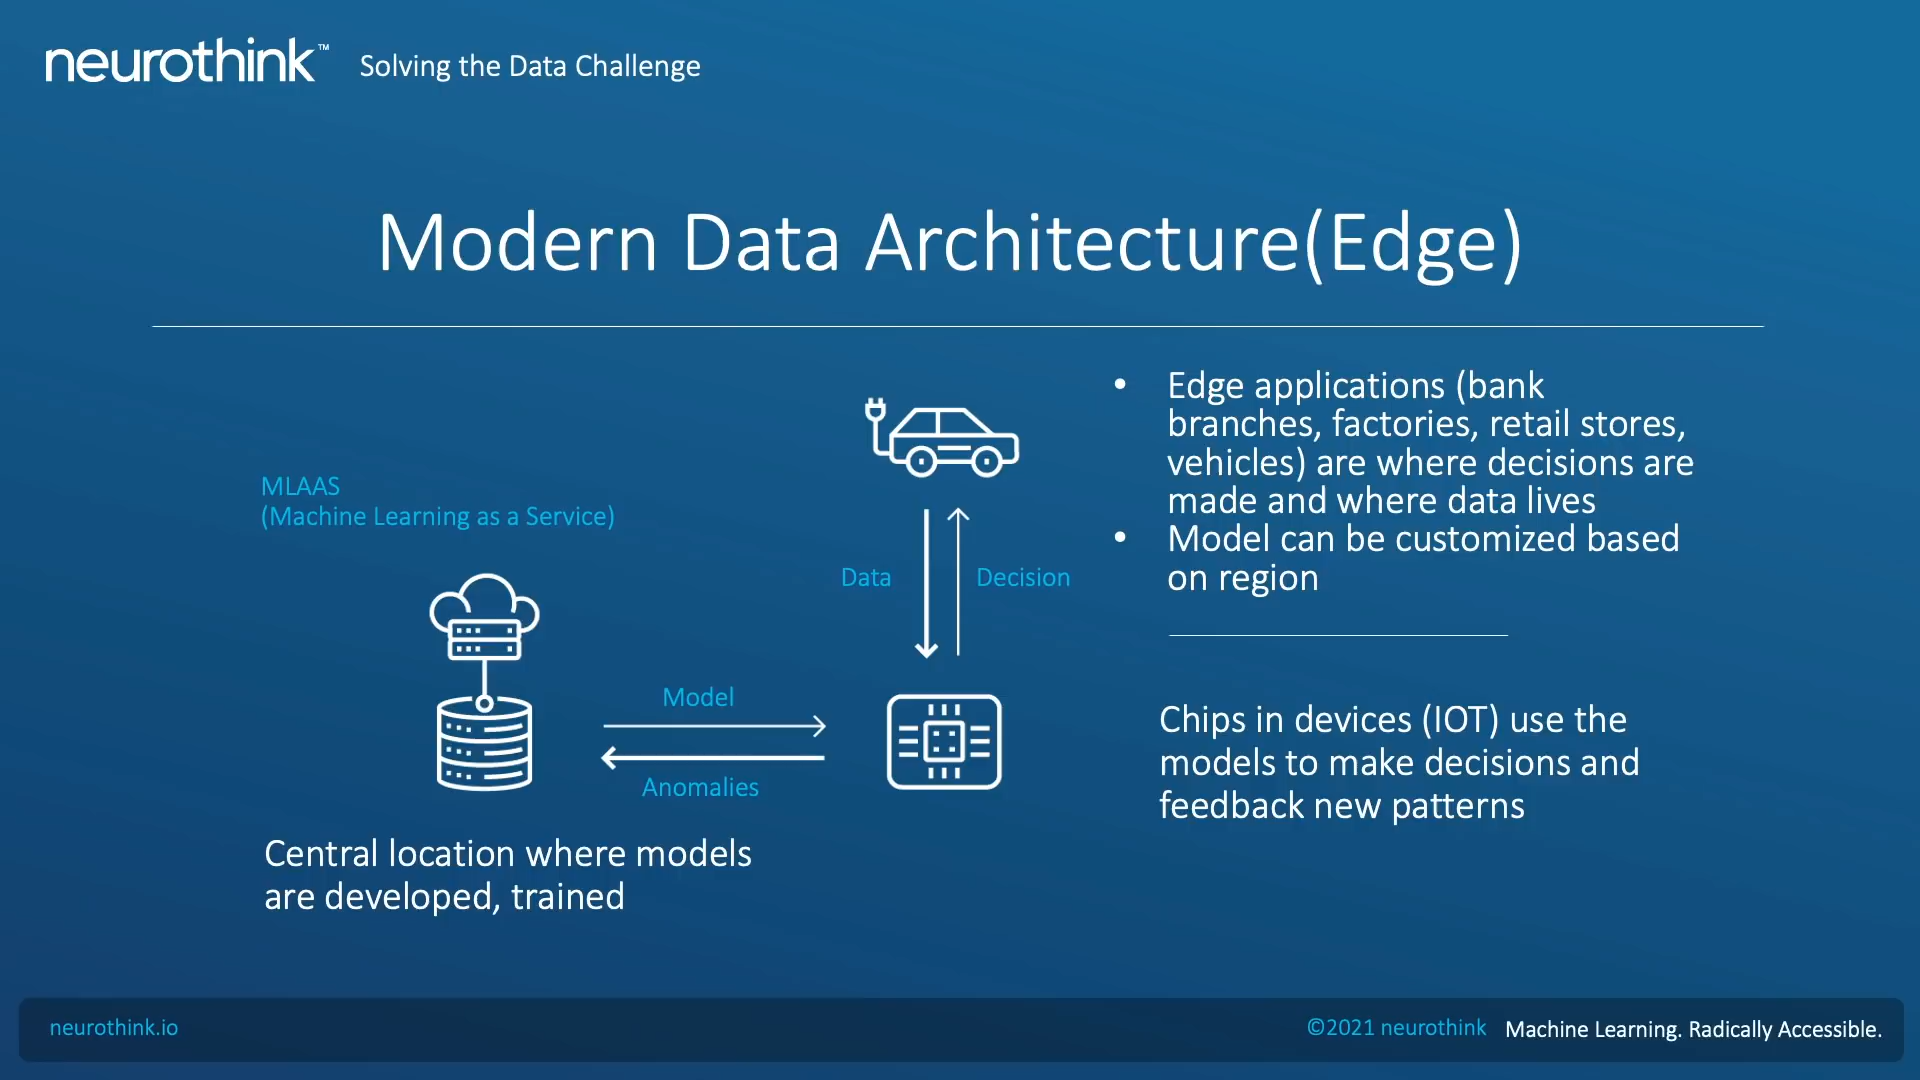 neurothink™
Solving the Data Challenge
Modern Data Architecture(Edge)
MLAAS
(Machine Learning as a Service)
Data
Decision
Model
Anomalies
Central location where models
are developed, trained
• Edge applications (bank
branches, factories, retail stores,
vehicles) are where decisions are
made and where data lives
• Model can be customized based
on region
Chips in devices (IOT) use the
models to make decisions and
feedback new patterns
neurothink.io
©2021 neurothink
Machine Learning. Radically Accessible.